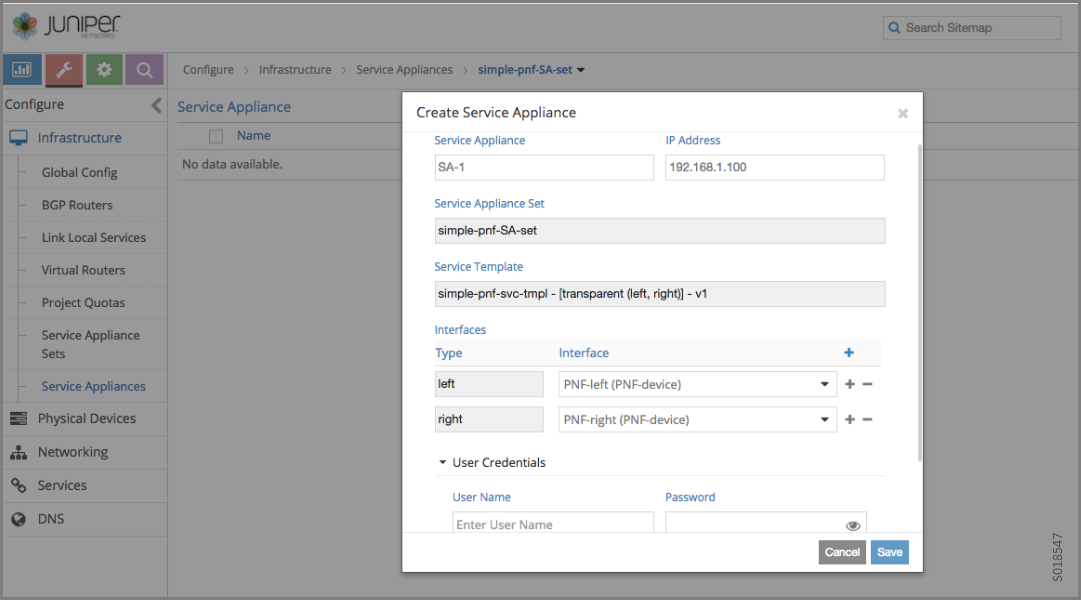 JUNIPER
NETWORKS
Search Sitemap
Configure > Infrastructure > Service Appliances > simple-pnf-SA-set
Configure
Infrastructure
Global Config
BGP Routers
Link Local Services
Virtual Routers
Project Quotas
Service Appliance
Sets
Service Appliances
Physical Devices
Networking
Services
DNS
Service Appliance
Name
No data available.
Create Service Appliance
Service Appliance IP Address
SA-1 192.168.1.100
Service Appliance Set
simple-pnf-SA-set
Service Template
simple-pnf-svc-tmpl - [transparent (left, right)] - v1
Interfaces
Type Interface +
left PNF-left (PNF-device) + −
right PNF-right (PNF-device) + −
User Credentials
User Name Password
Enter User Name
Cancel Save
S018547